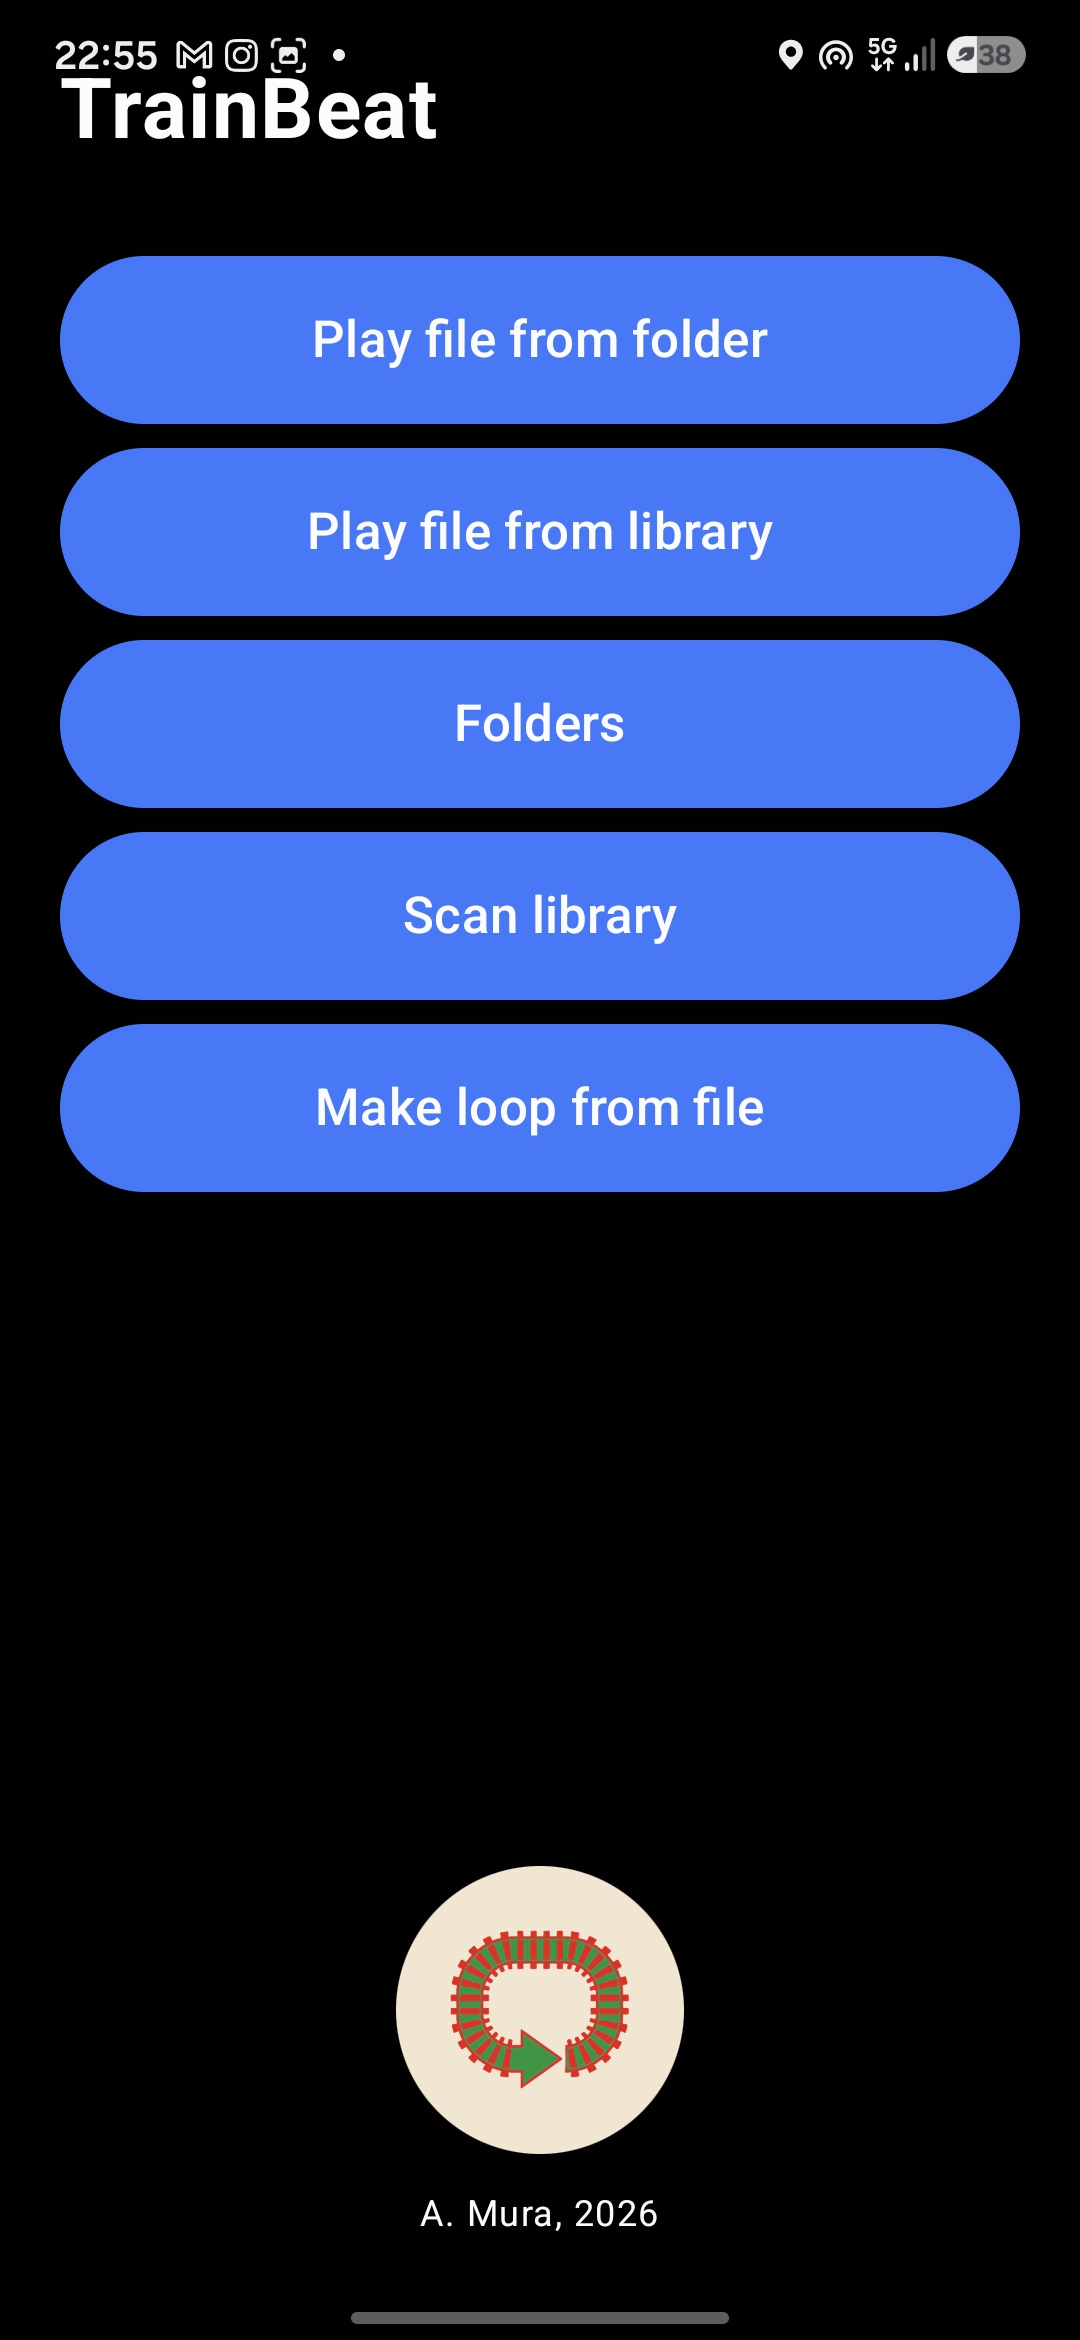 22:55 5G 38
TrainBeat
Play file from folder
Play file from library
Folders
Scan library
Make loop from file
A. Mura, 2026